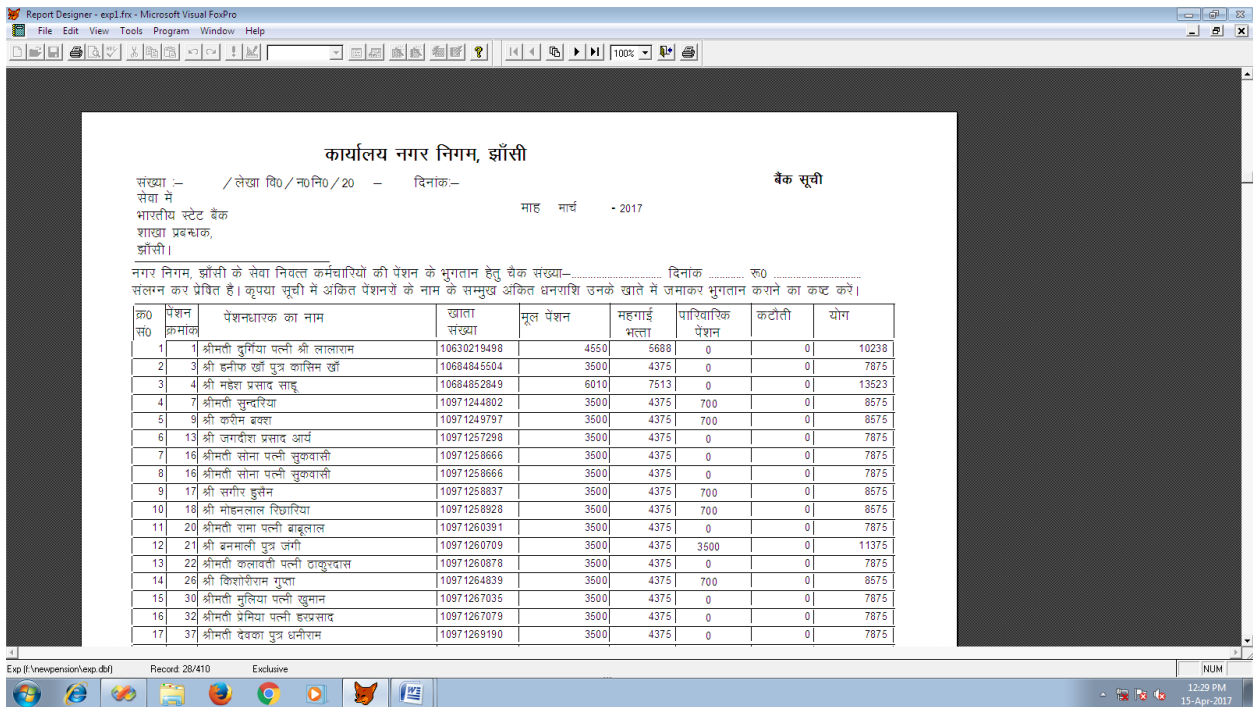 Report Designer - exp1.frx - Microsoft Visual FoxPro
File Edit View Tools Program Window Help
100%
कार्यालय नगर निगम, झाँसी
संख्या :– /लेखा वि0/न0नि0/20 – दिनांकः– बैंक सूची
सेवा में
माह मार्च - 2017
भारतीय स्टेट बैंक
शाखा प्रबन्धक,
झाँसी।
नगर निगम, झाँसी के सेवा निवत्त कर्मचारियों की पेंशन के भुगतान हेतु चैक संख्या–........................ दिनांक ........... रू0 ........................
संलग्न कर प्रेषित है। कृपया सूची में अंकित पेंशनरों के नाम के सम्मुख अंकित धनराशि उनके खाते में जमाकर भुगतान कराने का कष्ट करें।
क्र0 सं0 पेंशन क्रमांक पेंशनधारक का नाम खाता संख्या मूल पेंशन महगाई भत्ता पारिवारिक पेंशन कटौती योग
1 1 श्रीमती दुर्गिया पत्नी श्री लालाराम 10630219498 4550 5688 0 0 10238
2 3 श्री हनीफ खाँ पुत्र कासिम खाँ 10684845504 3500 4375 0 0 7875
3 4 श्री महेश प्रसाद साहू 10684852849 6010 7513 0 0 13523
4 7 श्रीमती सुन्दरिया 10971244802 3500 4375 700 0 8575
5 9 श्री करीम बक्श 10971249797 3500 4375 700 0 8575
6 13 श्री जगदीश प्रसाद आर्य 10971257298 3500 4375 0 0 7875
7 16 श्रीमती सोना पत्नी सुकवासी 10971258666 3500 4375 0 0 7875
8 16 श्रीमती सोना पत्नी सुकवासी 10971258666 3500 4375 0 0 7875
9 17 श्री सगीर हुसैन 10971258837 3500 4375 700 0 8575
10 18 श्री मोहनलाल रिछारिया 10971258928 3500 4375 700 0 8575
11 20 श्रीमती रामा पत्नी बाबूलाल 10971260391 3500 4375 0 0 7875
12 21 श्री बनमाली पुत्र जंगी 10971260709 3500 4375 3500 0 11375
13 22 श्रीमती कलावती पत्नी ठाकुरदास 10971260878 3500 4375 0 0 7875
14 26 श्री किशोरीराम गुप्ता 10971264839 3500 4375 700 0 8575
15 30 श्रीमती मुलिया पत्नी खुमान 10971267035 3500 4375 0 0 7875
16 32 श्रीमती प्रेमिया पत्नी हरप्रसाद 10971267079 3500 4375 0 0 7875
17 37 श्रीमती देवका पुत्र धनीराम 10971269190 3500 4375 0 0 7875
Exp (f:\newpension\exp.dbf) Record: 28/410 Exclusive NUM
12:29 PM
15-Apr-2017